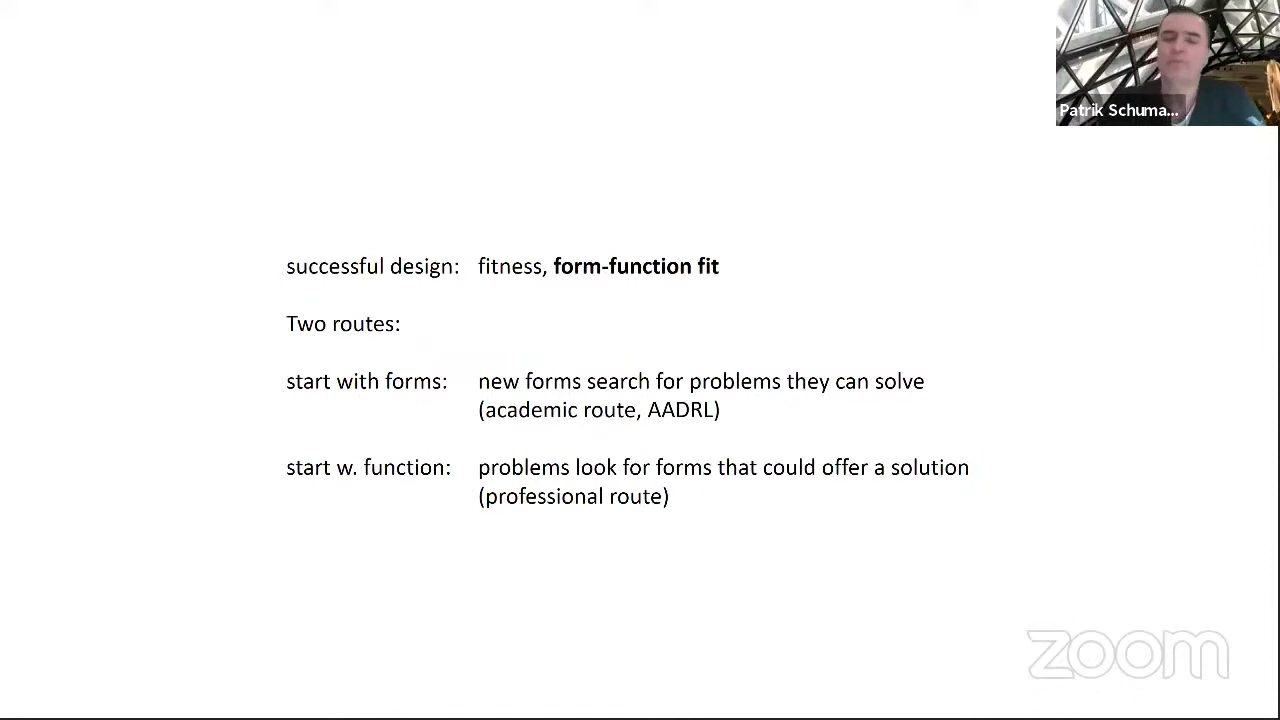 Patrik Schuma...
successful design: fitness, form-function fit
Two routes:
start with forms: new forms search for problems they can solve
(academic route, AADRL)
start w. function: problems look for forms that could offer a solution
(professional route)
zoom